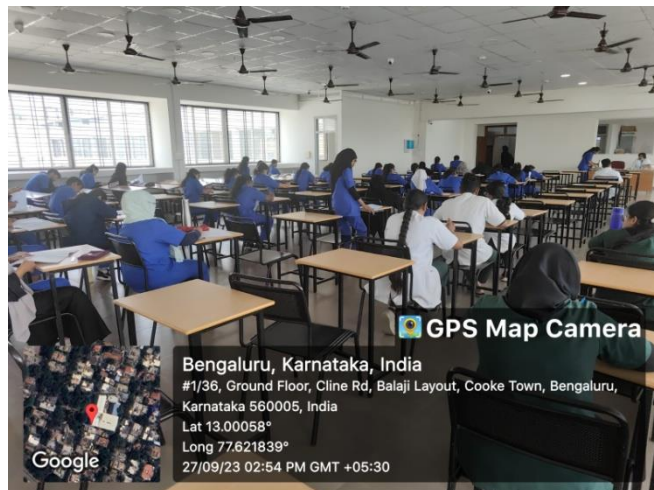 GPS Map Camera
Bengaluru, Karnataka, India
#1/36, Ground Floor, Cline Rd, Balaji Layout, Cooke Town, Bengaluru,
Karnataka 560005, India
Lat 13.00058°
Long 77.621839°
27/09/23 02:54 PM GMT +05:30
Google